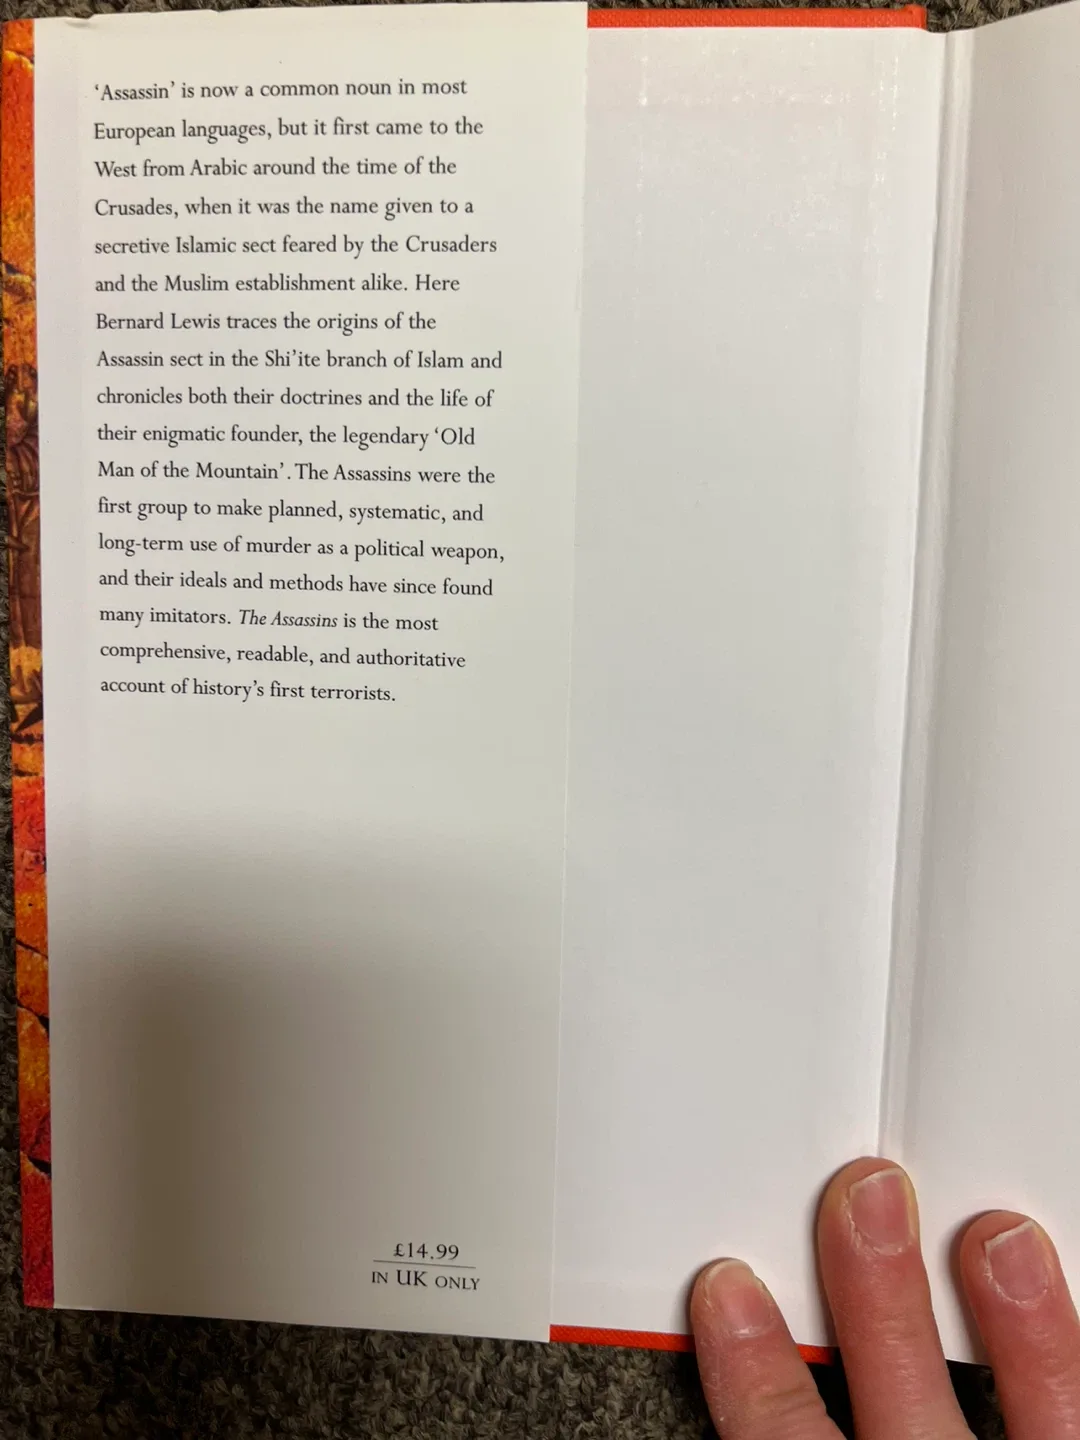 ‘Assassin’ is now a common noun in most
European languages, but it first came to the
West from Arabic around the time of the
Crusades, when it was the name given to a
secretive Islamic sect feared by the Crusaders
and the Muslim establishment alike. Here
Bernard Lewis traces the origins of the
Assassin sect in the Shi’ite branch of Islam and
chronicles both their doctrines and the life of
their enigmatic founder, the legendary ‘Old
Man of the Mountain’. The Assassins were the
first group to make planned, systematic, and
long-term use of murder as a political weapon,
and their ideals and methods have since found
many imitators. The Assassins is the most
comprehensive, readable, and authoritative
account of history’s first terrorists.
£14.99
IN UK ONLY